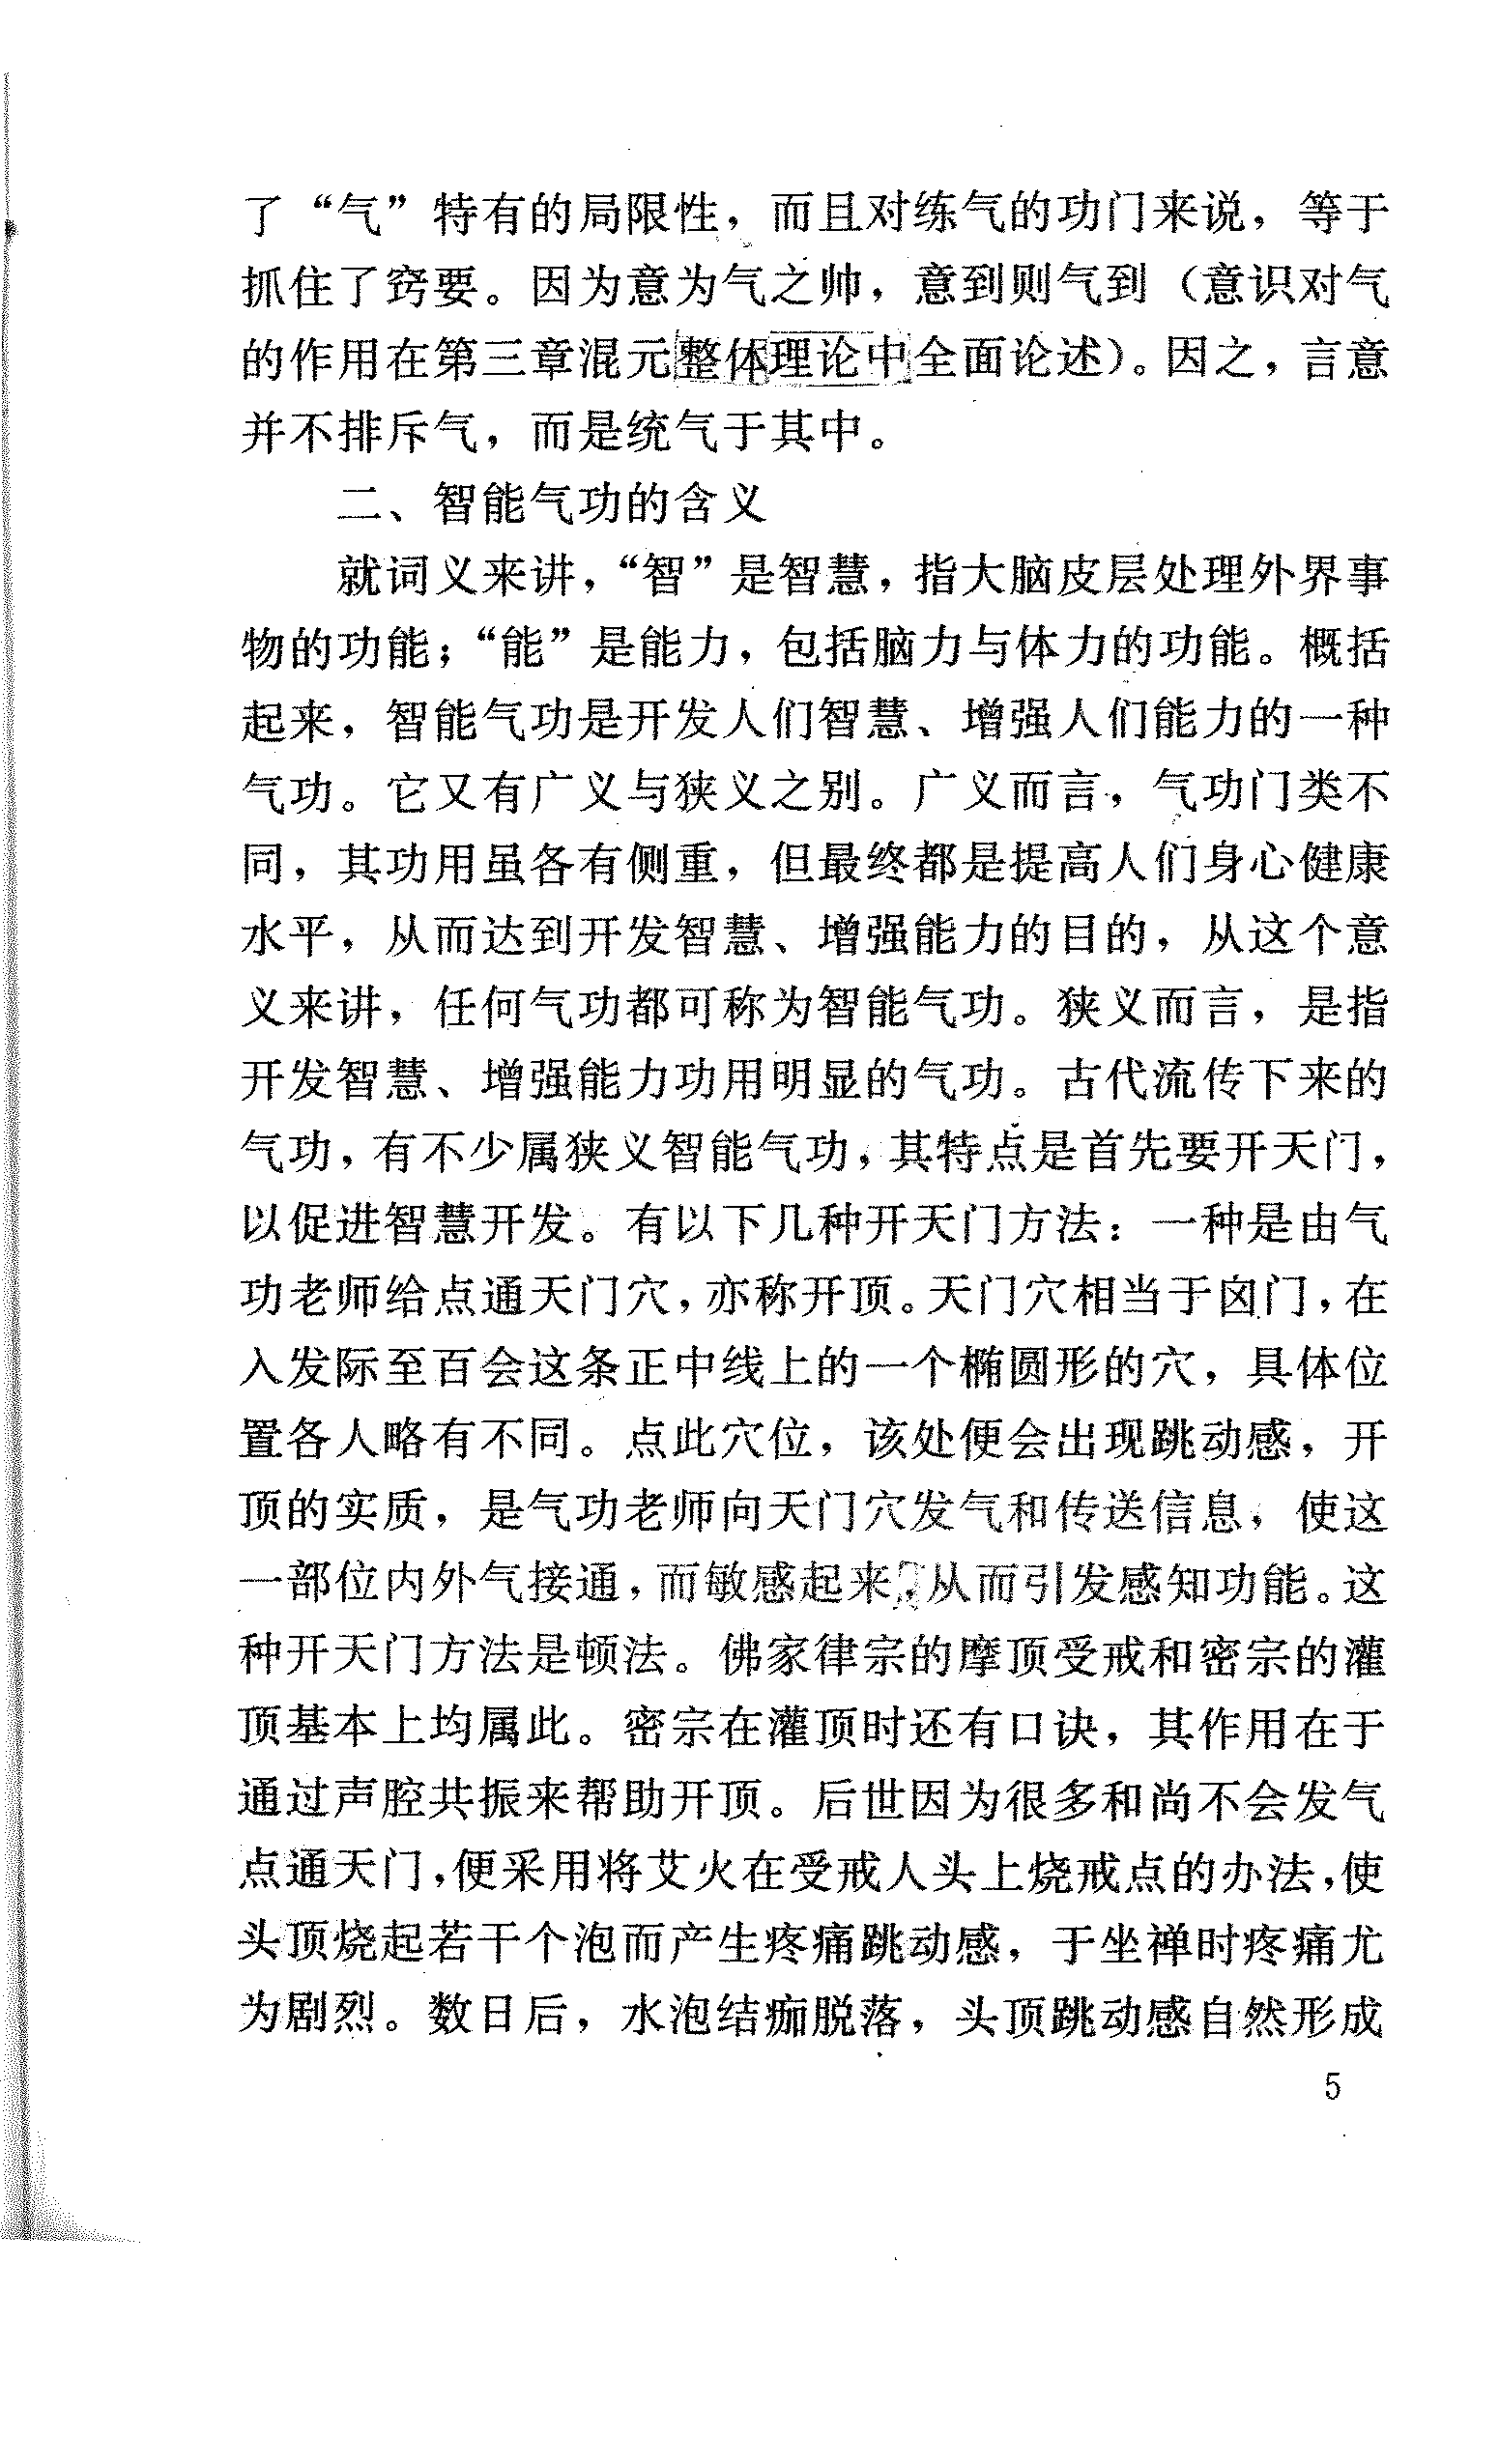 了“气”特有的局限性，而且对练气的功门来说，等于
抓住了窍要。因为意为气之帅，意到则气到（意识对气
的作用在第三章混元整体理论中全面论述）。因之，言意
并不排斥气，而是统气于其中。
二、智能气功的含义
就词义来讲，“智”是智慧，指大脑皮层处理外界事
物的功能；“能”是能力，包括脑力与体力的功能。概括
起来，智能气功是开发人们智慧、增强人们能力的一种
气功。它又有广义与狭义之别。广义而言，气功门类不
同，其功用虽各有侧重，但最终都是提高人们身心健康
水平，从而达到开发智慧、增强能力的目的，从这个意
义来讲，任何气功都可称为智能气功。狭义而言，是指
开发智慧、增强能力功用明显的气功。古代流传下来的
气功，有不少属狭义智能气功，其特点是首先要开天门，
以促进智慧开发。有以下几种开天门方法：一种是由气
功老师给点通天门穴，亦称开顶。天门穴相当于囟门，在
入发际至百会这条正中线上的一个椭圆形的穴，具体位
置各人略有不同。点此穴位，该处便会出现跳动感，开
顶的实质，是气功老师向天门穴发气和传送信息，使这
一部位内外气接通，而敏感起来，从而引发感知功能。这
种开天门方法是顿法。佛家律宗的摩顶受戒和密宗的灌
顶基本上均属此。密宗在灌顶时还有口诀，其作用在于
通过声腔共振来帮助开顶。后世因为很多和尚不会发气
点通天门，便采用将艾火在受戒人头上烧戒点的办法，使
头顶烧起若干个泡而产生疼痛跳动感，于坐禅时疼痛尤
为剧烈。数日后，水泡结痂脱落，头顶跳动感自然形成
5